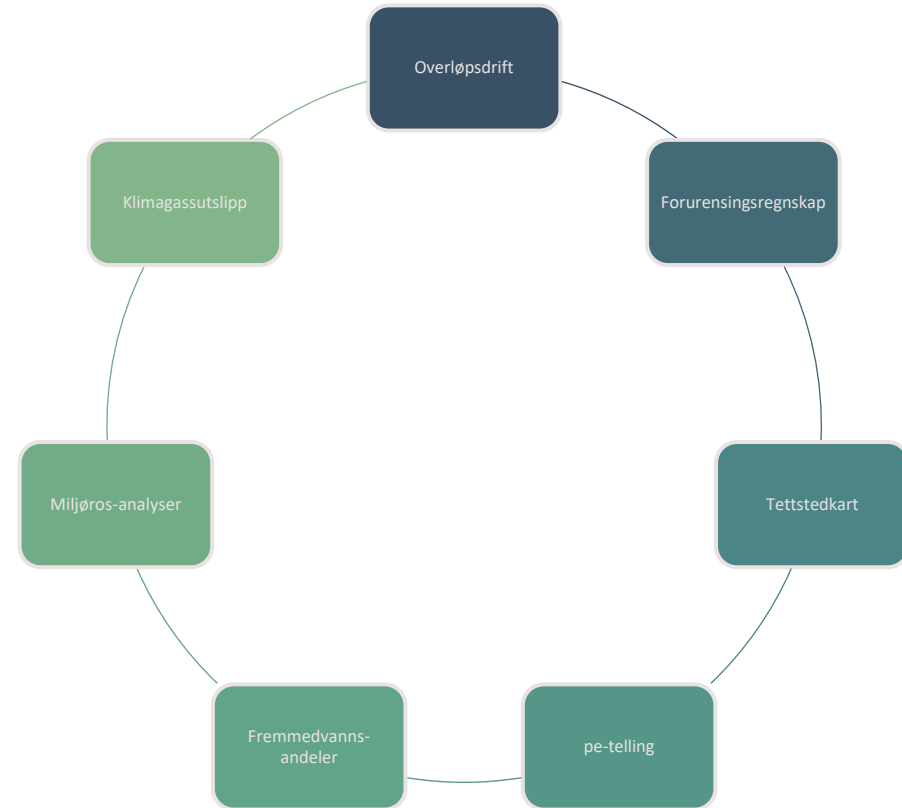 Overløpsdrift
Forurensingsregnskap
Tettstedkart
pe-telling
Fremmedvanns-
andeler
Miljøros-analyser
Klimagassutslipp